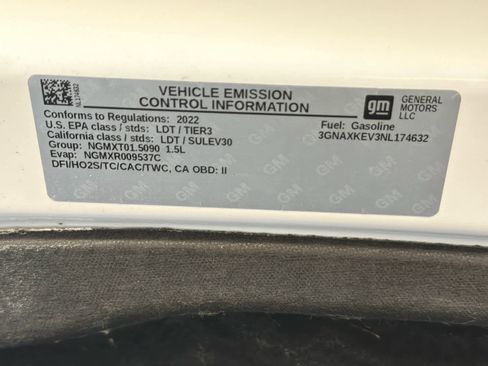 NL174632
VEHICLE EMISSION
CONTROL INFORMATION
gm
GENERAL
MOTORS
LLC
Conforms to Regulations: 2022
U.S. EPA class / stds: LDT / TIER3
California class / stds: LDT / SULEV30
Group: NGMXT01.5090 1.5L
Evap: NGMXR009537C
DFI/HO2S/TC/CAC/TWC, CA OBD: II
Fuel: Gasoline
3GNAXKEV3NL174632